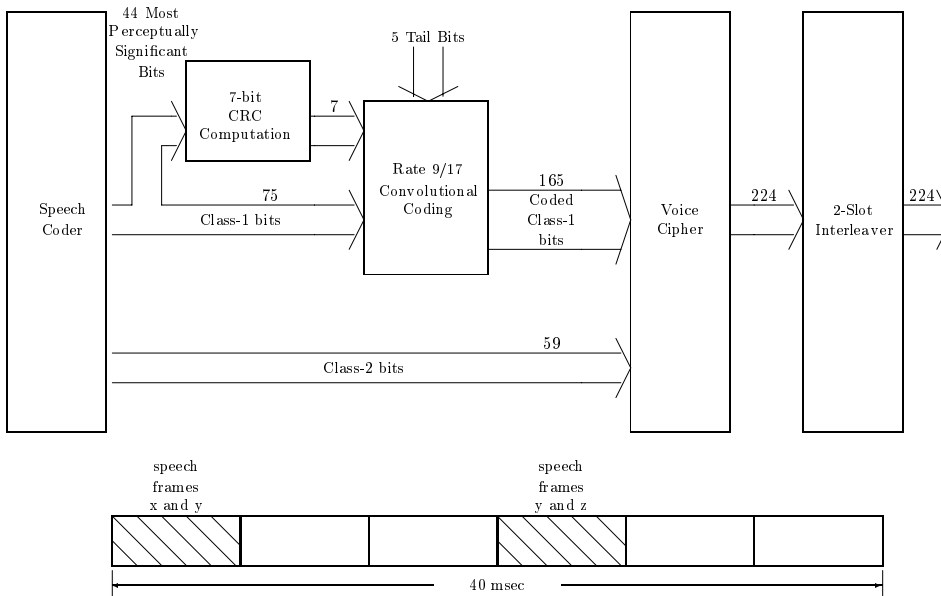 44 Most
Perceptually
Significant
Bits
5 Tail Bits
7-bit
CRC
Computation
7
Rate 9/17
Convolutional
Coding
75
Class-1 bits
165
Coded
Class-1
bits
Speech
Coder
Voice
Cipher
224
2-Slot
Interleaver
224
59
Class-2 bits
speech
frames
x and y
speech
frames
y and z
40 msec